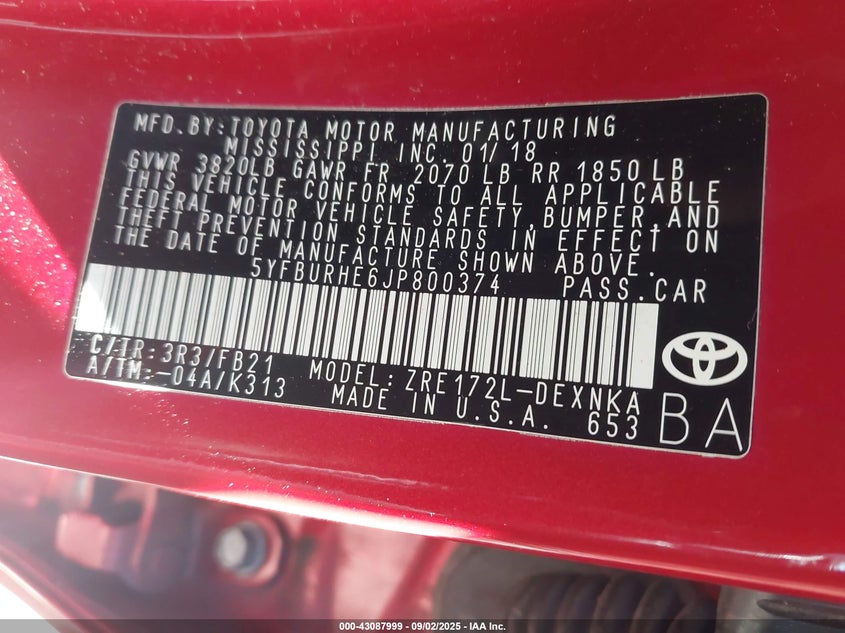 MFD.BY:TOYOTA MOTOR MANUFACTURING
MISSISSIPPI, INC. 01/18
GVWR 3820LB GAWR FR 2070 LB RR 1850 LB
THIS VEHICLE CONFORMS TO ALL APPLICABLE
FEDERAL MOTOR VEHICLE SAFETY, BUMPER, AND
THEFT PREVENTION STANDARDS IN EFFECT ON
THE DATE OF MANUFACTURE SHOWN ABOVE.
5YFBURHE6JP800374 PASS.CAR
C/TR:3R3/FB21 MODEL: ZRE172L-DEXNKA
A/TM:-04A/K313 MADE IN U.S.A. 653
BA
000-43087999 - 09/02/2025 - IAA Inc.